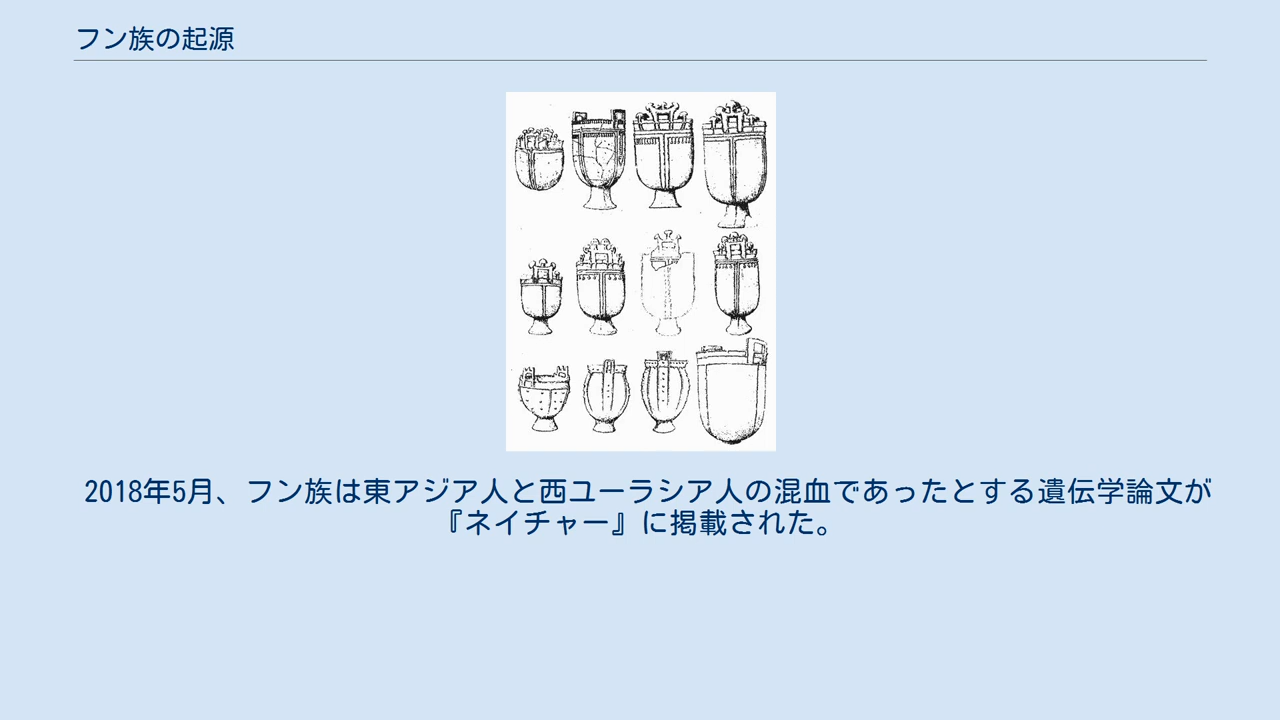 フン族の起源
2018年5月、フン族は東アジア人と西ユーラシア人の混血であったとする遺伝学論文が
『ネイチャー』に掲載された。